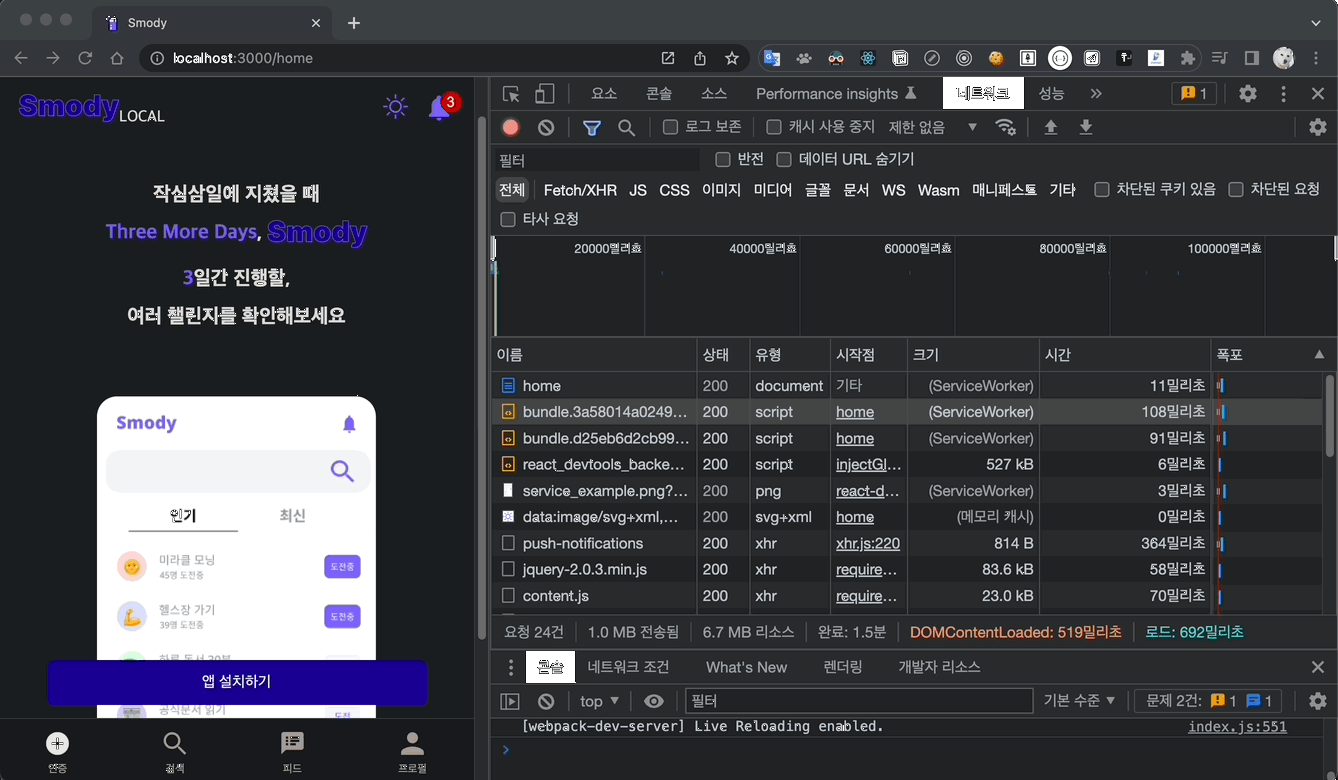 Smody
localhost:3000/home
Smody LOCAL
3
작심삼일에 지쳤을 때
Three More Days, Smody
3일간 진행할,
여러 챌린지를 확인해보세요
Smody
인기 최신
미라클 모닝
45명 도전중
도전중
헬스장 가기
39명 도전중
도전중
앱 설치하기
공식문서 읽기
인증 검색 피드 프로필
요소 콘솔 소스 Performance insights 네트워크 성능 1
로그 보존 캐시 사용 중지 제한 없음
필터 반전 데이터 URL 숨기기
전체 Fetch/XHR JS CSS 이미지 미디어 글꼴 문서 WS Wasm 매니페스트 기타 차단된 쿠키 있음 차단된 요청
타사 요청
20000밀리초 40000밀리초 60000밀리초 80000밀리초 100000밀리초
이름 상태 유형 시작점 크기 시간 폭포
home 200 document 기타 (ServiceWorker) 11밀리초
bundle.3a58014a0249... 200 script home (ServiceWorker) 108밀리초
bundle.d25eb6d2cb99... 200 script home (ServiceWorker) 91밀리초
react_devtools_backe... 200 script injectGl... 527 kB 6밀리초
service_example.png?... 200 png react-d... (ServiceWorker) 3밀리초
data:image/svg+xml,... 200 svg+xml home (메모리 캐시) 0밀리초
push-notifications 200 xhr xhr.js:220 814 B 364밀리초
jquery-2.0.3.min.js 200 xhr require... 83.6 kB 58밀리초
content.js 200 xhr require... 23.0 kB 70밀리초
요청 24건 1.0 MB 전송됨 6.7 MB 리소스 완료: 1.5분 DOMContentLoaded: 519밀리초 로드: 692밀리초
콘솔 네트워크 조건 What's New 렌더링 개발자 리소스
top 필터 기본 수준 문제 2건: 1 1
[webpack-dev-server] Live Reloading enabled. index.js:551